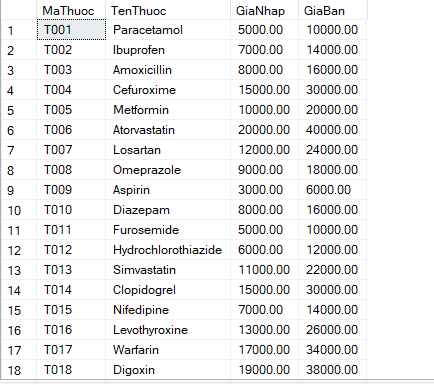 MaThuoc TenThuoc GiaNhap GiaBan
1 T001 Paracetamol 5000.00 10000.00
2 T002 Ibuprofen 7000.00 14000.00
3 T003 Amoxicillin 8000.00 16000.00
4 T004 Cefuroxime 15000.00 30000.00
5 T005 Metformin 10000.00 20000.00
6 T006 Atorvastatin 20000.00 40000.00
7 T007 Losartan 12000.00 24000.00
8 T008 Omeprazole 9000.00 18000.00
9 T009 Aspirin 3000.00 6000.00
10 T010 Diazepam 8000.00 16000.00
11 T011 Furosemide 5000.00 10000.00
12 T012 Hydrochlorothiazide 6000.00 12000.00
13 T013 Simvastatin 11000.00 22000.00
14 T014 Clopidogrel 15000.00 30000.00
15 T015 Nifedipine 7000.00 14000.00
16 T016 Levothyroxine 13000.00 26000.00
17 T017 Warfarin 17000.00 34000.00
18 T018 Digoxin 19000.00 38000.00